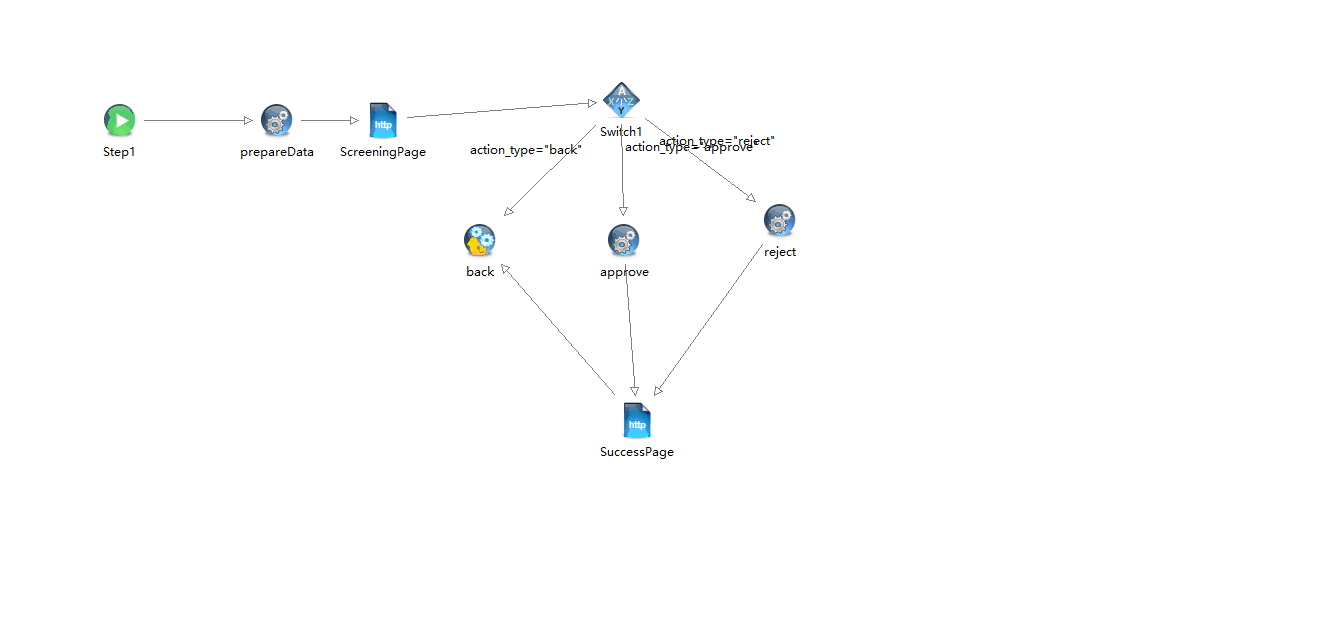 A
X Z
Y
http
Step1
prepareData
ScreeningPage
Switch1
action_type="back"
action_type="reject"
action_type="approve"
back
approve
reject
http
SuccessPage